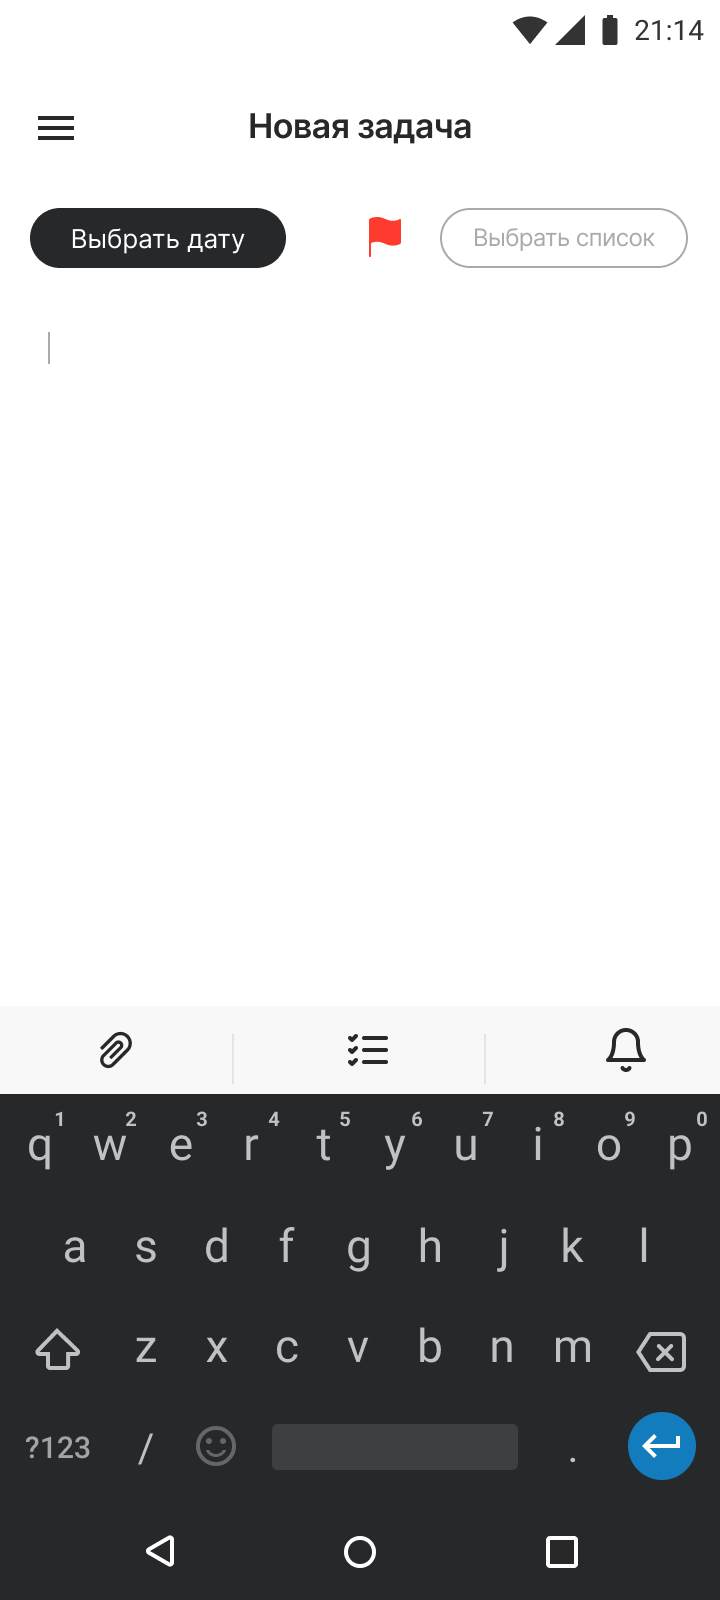 21:14
Новая задача
Выбрать дату Выбрать список
1 2 3 4 5 6 7 8 9 0
q w e r t y u i o p
a s d f g h j k l
z x c v b n m
?123 / .